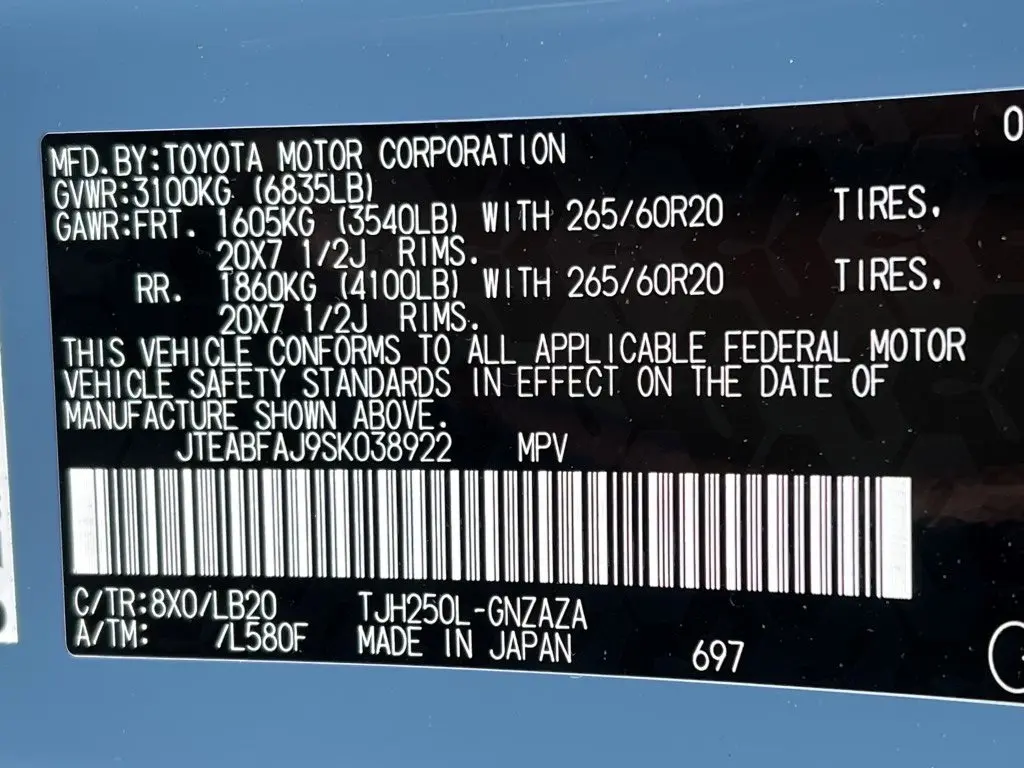 0
MFD.BY:TOYOTA MOTOR CORPORATION
GVWR:3100KG (6835LB)
GAWR:FRT. 1605KG (3540LB) WITH 265/60R20 TIRES.
20X7 1/2J RIMS.
RR. 1860KG (4100LB) WITH 265/60R20 TIRES.
20X7 1/2J RIMS.
THIS VEHICLE CONFORMS TO ALL APPLICABLE FEDERAL MOTOR
VEHICLE SAFETY STANDARDS IN EFFECT ON THE DATE OF
MANUFACTURE SHOWN ABOVE.
JTEABFAJ9SK038922 MPV
C/TR:8X0/LB20 TJH250L-GNZAZA
A/TM: /L580F MADE IN JAPAN 697